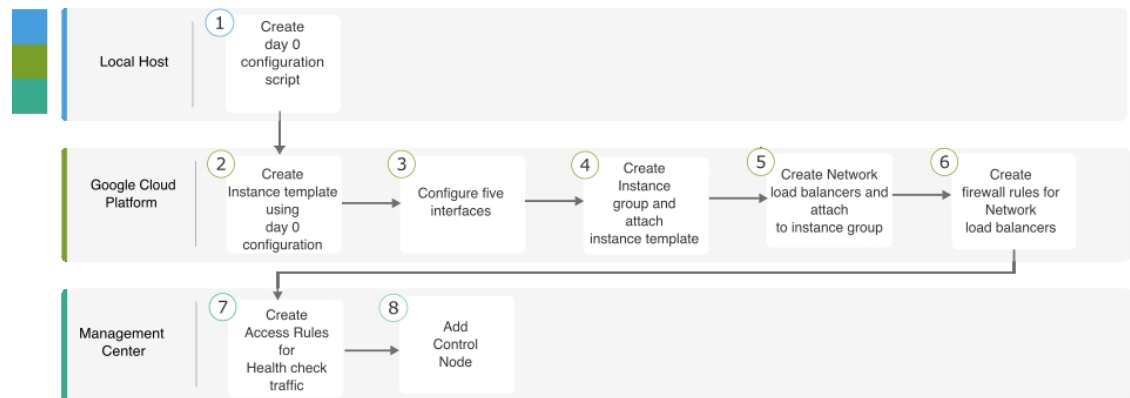 Local Host
1
Create
day 0
configuration
script
Google Cloud
Platform
2
Create
Instance template
using
day 0
configuration
3
Configure five
interfaces
4
Create
Instance
group and
attach
instance template
5
Create Network
load balancers and
attach
to instance group
6
Create
firewall rules for
Network
load balancers
Management
Center
7
Create
Access Rules
for
Health check
traffic
8
Add
Control
Node